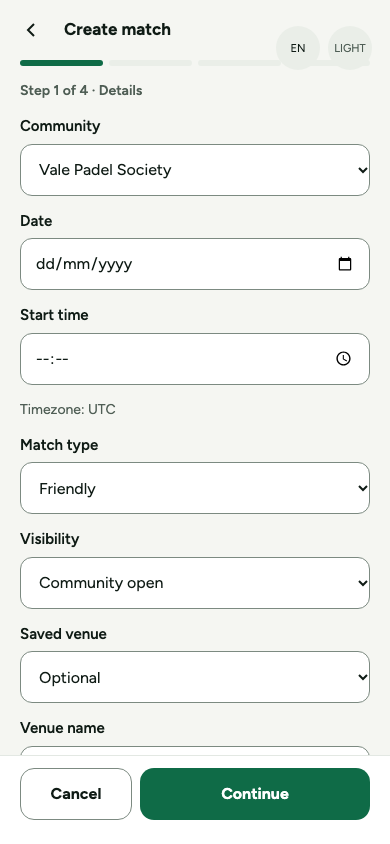 Create match
EN
LIGHT
Step 1 of 4 · Details
Community
Vale Padel Society
Date
dd/mm/yyyy
Start time
--:--
Timezone: UTC
Match type
Friendly
Visibility
Community open
Saved venue
Optional
Venue name
Cancel
Continue